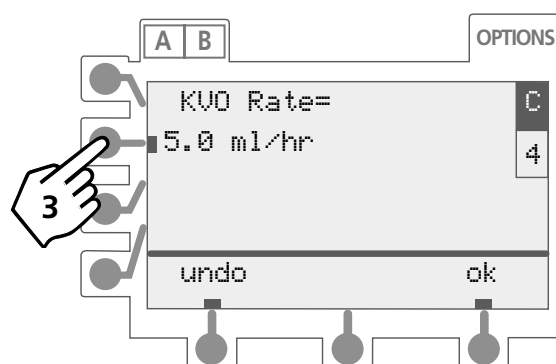 A B
OPTIONS
KVO Rate=
C
5.0 ml/hr
4
3
undo ok